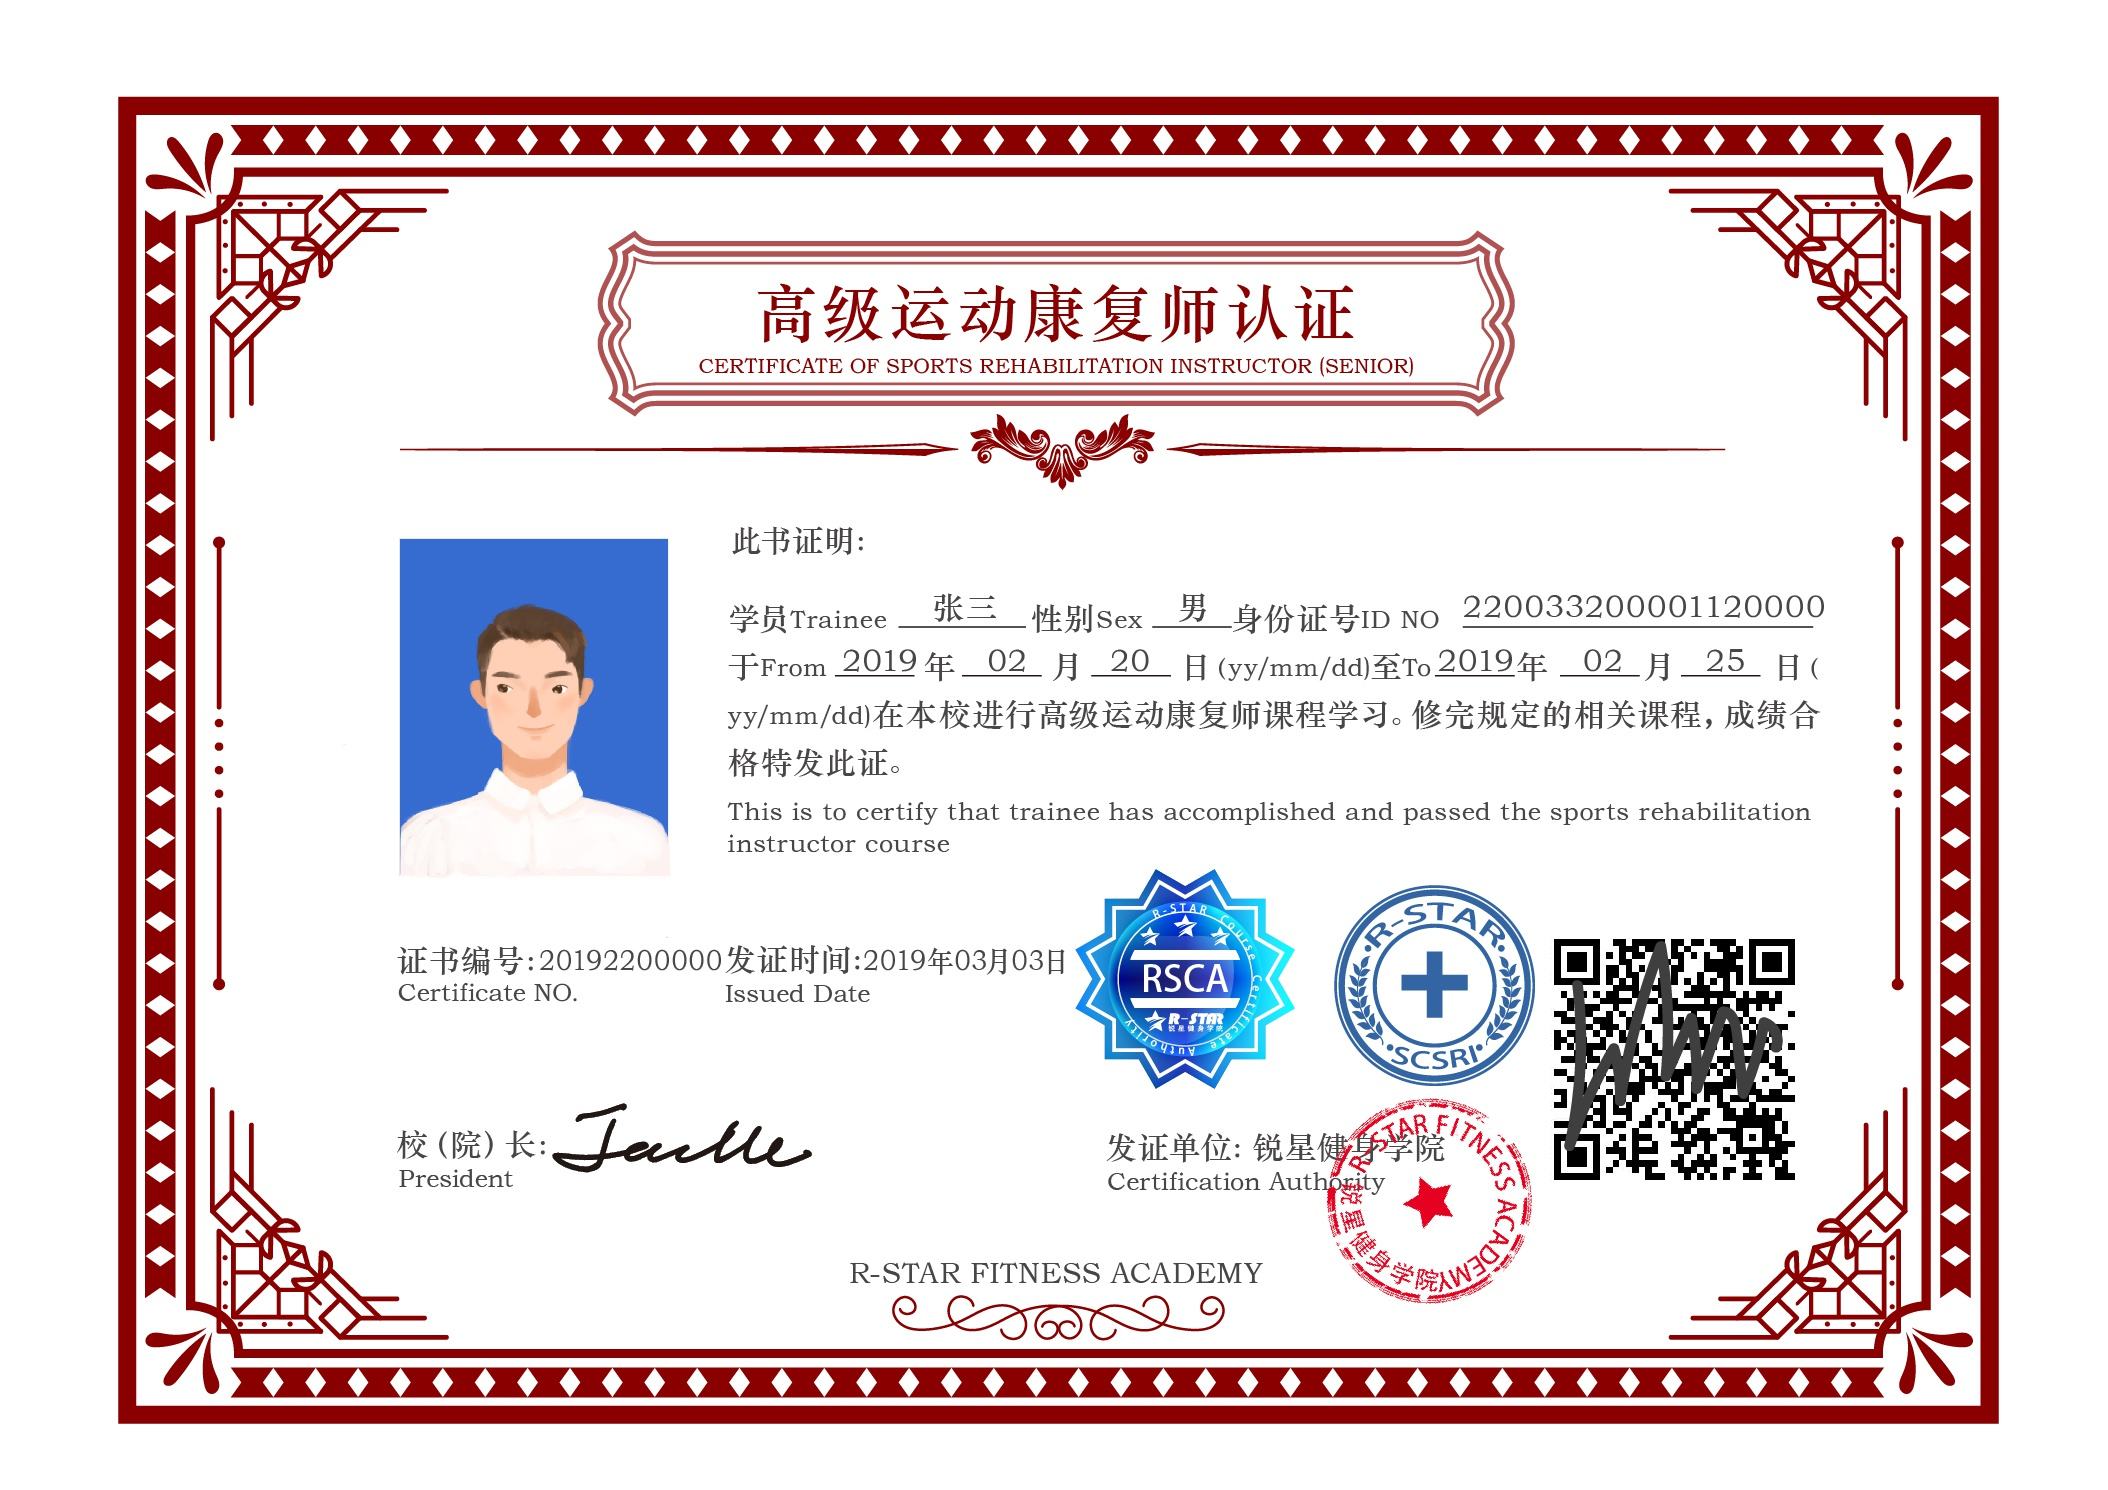 高级运动康复师认证
CERTIFICATE OF SPORTS REHABILITATION INSTRUCTOR (SENIOR)
此书证明:
学员Trainee 张三 性别Sex 男 身份证号ID NO 220033200001120000
于From 2019 年 02 月 20 日 (yy/mm/dd)至To 2019年 02 月 25 日 (
yy/mm/dd)在本校进行高级运动康复师课程学习。修完规定的相关课程，成绩合
格特发此证。
This is to certify that trainee has accomplished and passed the sports rehabilitation
instructor course
证书编号:20192200000 发证时间:2019年03月03日
Certificate NO. Issued Date
R-STAR Course Certificate Authority
RSCA
R-STAR
锐星健身学院
R-STAR
SCSRI
校（院）长:
President
发证单位: 锐星健身学院
Certification Authority
R-STAR FITNESS ACADEMY
锐星健身学院
R-STAR FITNESS ACADEMY